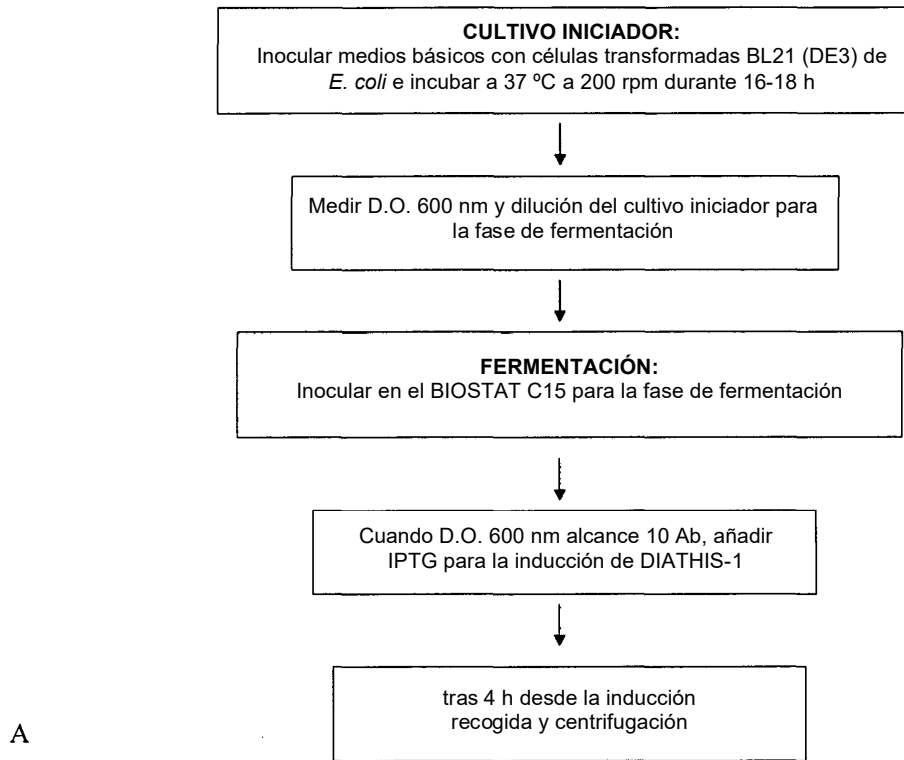 CULTIVO INICIADOR:
Inocular medios básicos con células transformadas BL21 (DE3) de
E. coli e incubar a 37 ºC a 200 rpm durante 16-18 h
Medir D.O. 600 nm y dilución del cultivo iniciador para
la fase de fermentación
FERMENTACIÓN:
Inocular en el BIOSTAT C15 para la fase de fermentación
Cuando D.O. 600 nm alcance 10 Ab, añadir
IPTG para la inducción de DIATHIS-1
tras 4 h desde la inducción
recogida y centrifugación
A